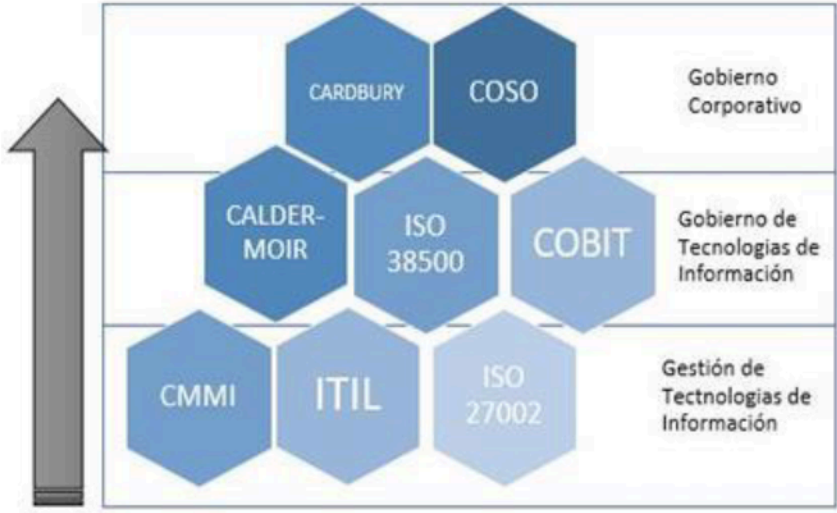 CARDBURY
COSO
Gobierno
Corporativo
CALDER-
MOIR
ISO
38500
COBIT
Gobierno de
Tecnologias de
Información
CMMI
ITIL
ISO
27002
Gestión de
Tectnologias de
Información